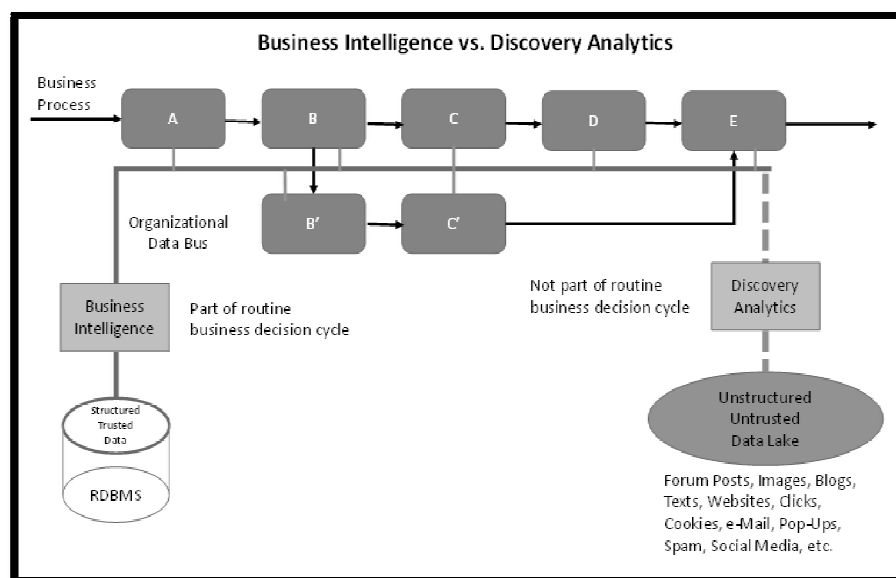 Business Intelligence vs. Discovery Analytics
Business
Process
A
B
C
D
E
Organizational
Data Bus
B’
C’
Business
Intelligence
Part of routine
business decision cycle
Not part of routine
business decision cycle
Discovery
Analytics
Structured
Trusted
Data
RDBMS
Unstructured
Untrusted
Data Lake
Forum Posts, Images, Blogs,
Texts, Websites, Clicks,
Cookies, e-Mail, Pop-Ups,
Spam, Social Media, etc.